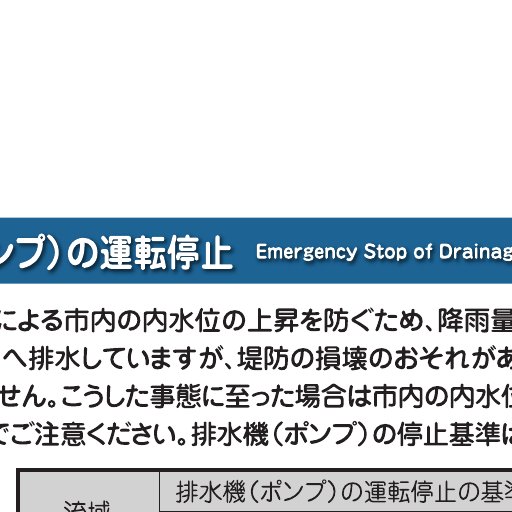 ンプ）の運転停止 Emergency Stop of Drainag
による市内の内水位の上昇を防ぐため、降雨量
へ排水していますが、堤防の損壊のおそれがあ
せん。こうした事態に至った場合は市内の内水位
でご注意ください。排水機（ポンプ）の停止基準は
排水機（ポンプ）の運転停止の基準
流域